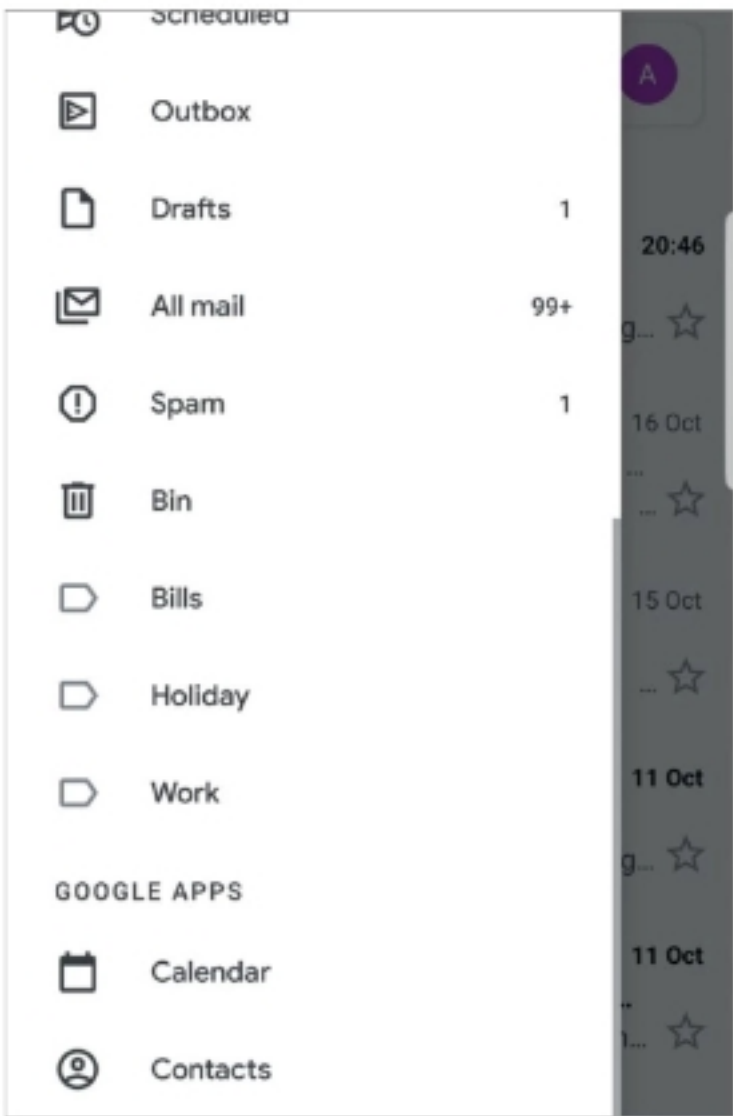 Scheduled
A
Outbox
Drafts 1
20:46
All mail 99+
g...
Spam 1
16 Oct
...
Bin
...
Bills
15 Oct
Holiday
...
Work
11 Oct
g...
GOOGLE APPS
11 Oct
Calendar
...
Contacts